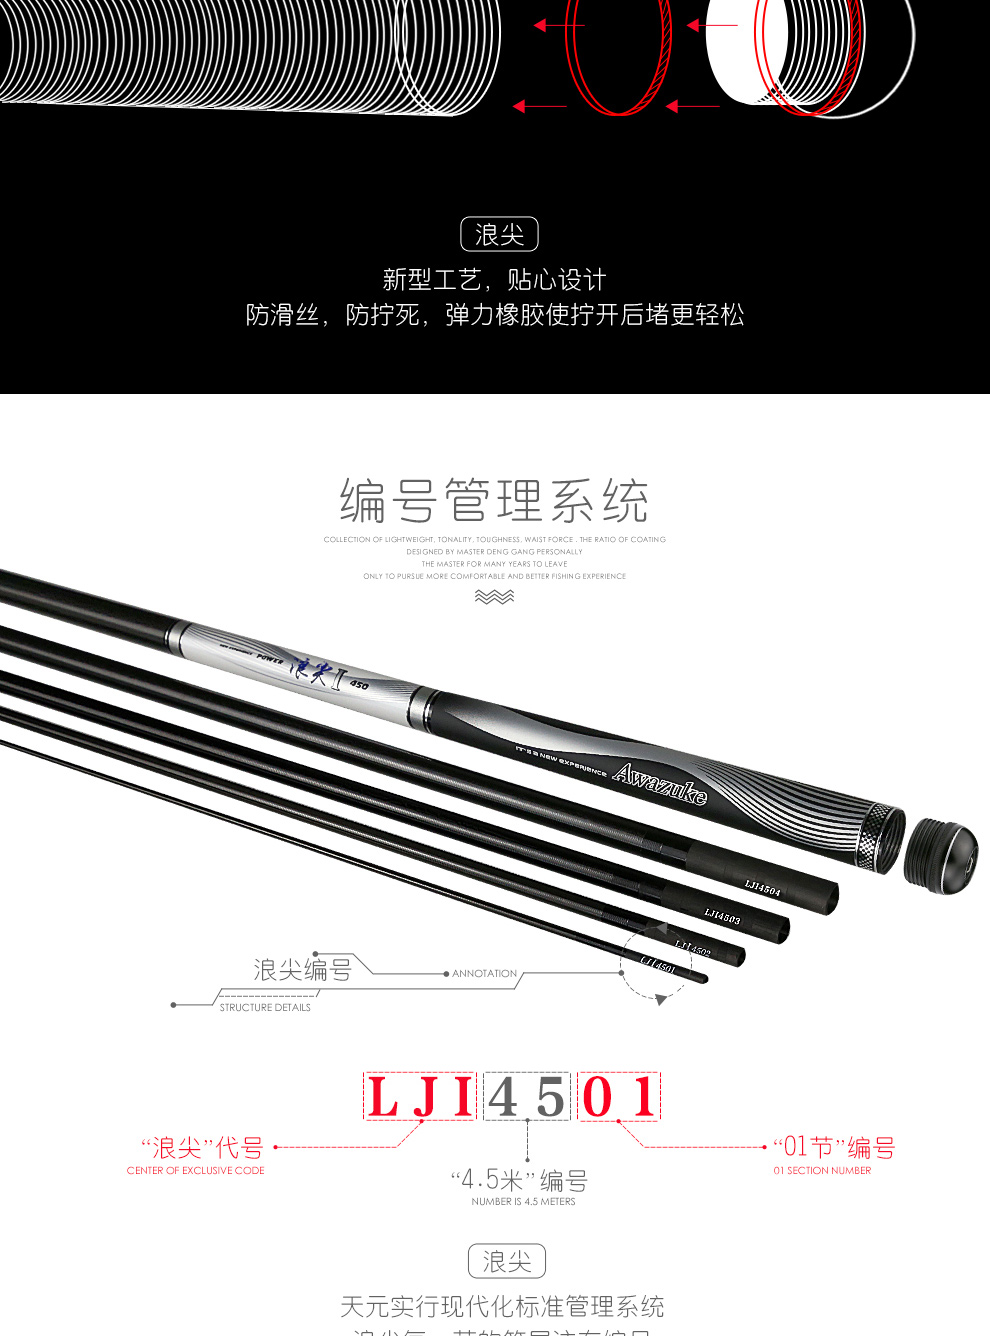 浪尖
新型工艺，贴心设计
防滑丝，防拧死，弹力橡胶使拧开后堵更轻松
编号管理系统
COLLECTION OF LIGHTWEIGHT, TONALITY, TOUGHNESS, WAIST FORCE . THE RATIO OF COATING
DESIGNED BY MASTER DENG GANG PERSONALLY
THE MASTER FOR MANY YEARS TO LEAVE
ONLY TO PURSUE MORE COMFORTABLE AND BETTER FISHING EXPERIENCE
NEW EXPERIENCE POWER 浪尖II 450
IT'S A NEW EXPERIENCE Awazuke
LJI4504
LJI4503
LJI4502
LJI4501
浪尖编号
ANNOTATION
STRUCTURE DETAILS
LJI4501
“浪尖”代号
CENTER OF EXCLUSIVE CODE
“4.5米”编号
NUMBER IS 4.5 METERS
“01节”编号
01 SECTION NUMBER
浪尖
天元实行现代化标准管理系统